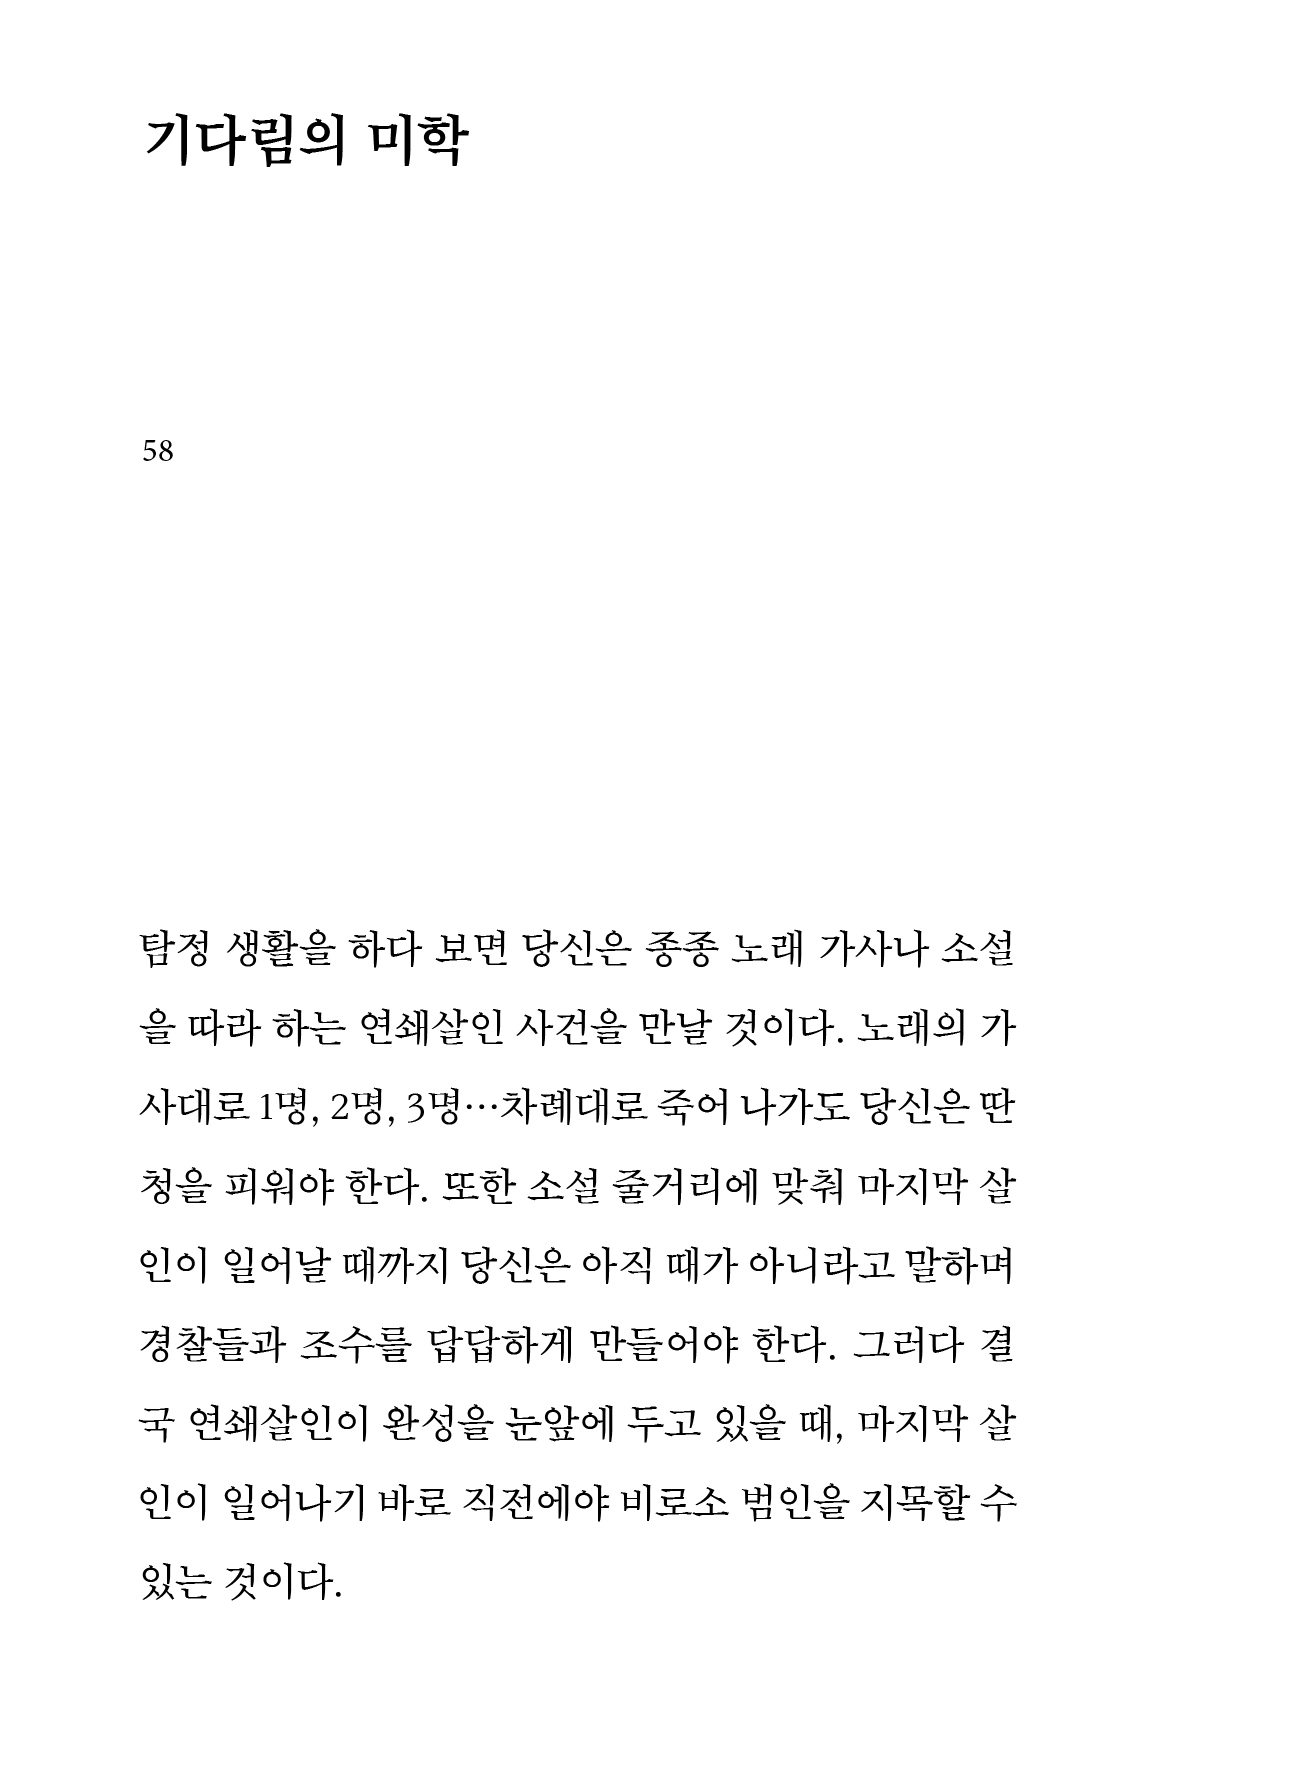 기다림의 미학
58
탐정 생활을 하다 보면 당신은 종종 노래 가사나 소설
을 따라 하는 연쇄살인 사건을 만날 것이다. 노래의 가
사대로 1명, 2명, 3명…차례대로 죽어 나가도 당신은 딴
청을 피워야 한다. 또한 소설 줄거리에 맞춰 마지막 살
인이 일어날 때까지 당신은 아직 때가 아니라고 말하며
경찰들과 조수를 답답하게 만들어야 한다. 그러다 결
국 연쇄살인이 완성을 눈앞에 두고 있을 때, 마지막 살
인이 일어나기 바로 직전에야 비로소 범인을 지목할 수
있는 것이다.